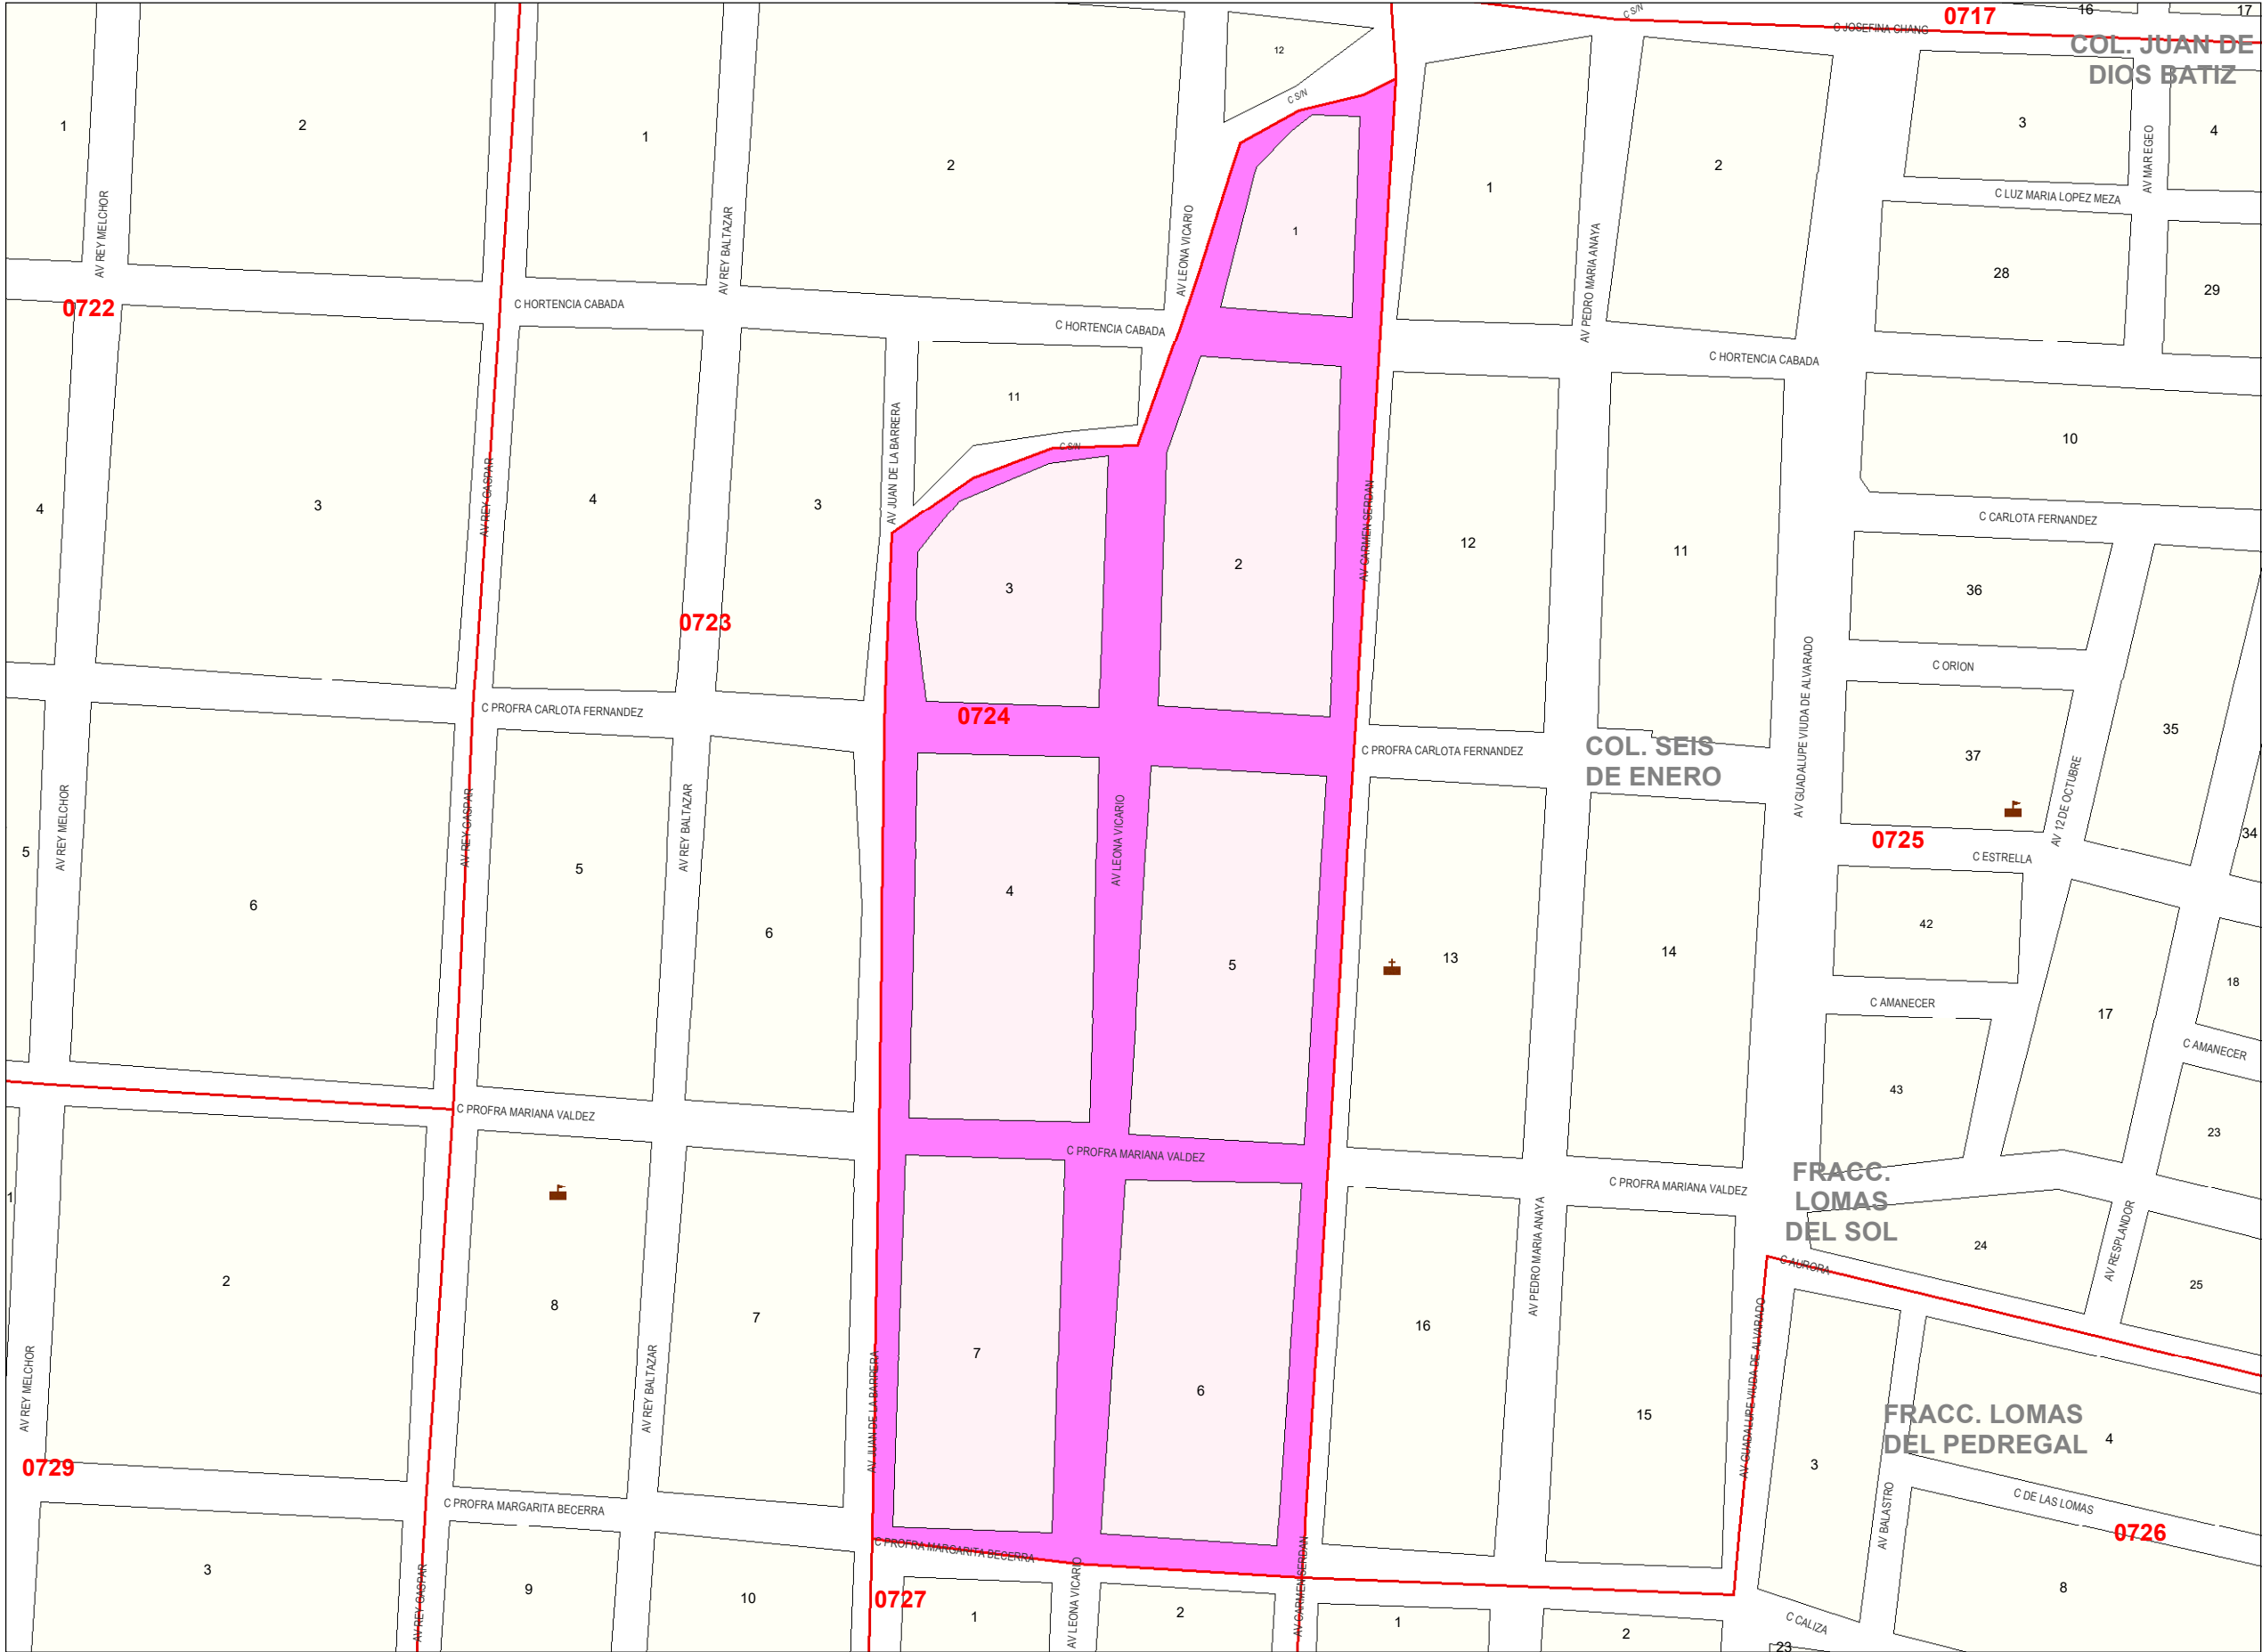 C S/N
0717
16
17
C JOSEFINA CHANG
COL. JUAN DE
DIOS BATIZ
12
C S/N
1
2
1
2
1
2
3
4
AV MAR EGEO
C LUZ MARIA LOPEZ MEZA
AV REY MELCHOR
AV REY BALTAZAR
AV LEONA VICARIO
1
AV PEDRO MARIA ANAYA
28
29
0722
C HORTENCIA CABADA
C HORTENCIA CABADA
C HORTENCIA CABADA
11
C S/N
10
AV JUAN DE LA BARRERA
AV REY GASPAR
4
3
4
3
AV CARMEN SERDAN
12
11
C CARLOTA FERNANDEZ
3
2
36
0723
C ORION
AV GUADALUPE VIUDA DE ALVARADO
C PROFRA CARLOTA FERNANDEZ
0724
C PROFRA CARLOTA FERNANDEZ
COL. SEIS
DE ENERO
35
37
AV 12 DE OCTUBRE
AV REY MELCHOR
AV REY GASPAR
AV REY BALTAZAR
AV LEONA VICARIO
0725
34
C ESTRELLA
5
6
5
6
4
5
13
14
42
17
18
C AMANECER
C AMANECER
43
23
C PROFRA MARIANA VALDEZ
C PROFRA MARIANA VALDEZ
C PROFRA MARIANA VALDEZ
FRACC.
LOMAS
DEL SOL
1
AV PEDRO MARIA ANAYA
AV RESPLANDOR
24
C AURORA
25
2
8
7
7
6
16
15
AV GUADALUPE VIUDA DE ALVARADO
AV REY MELCHOR
AV REY BALTAZAR
AV JUAN DE LA BARRERA
FRACC. LOMAS
DEL PEDREGAL
4
3
0729
C PROFRA MARGARITA BECERRA
C DE LAS LOMAS
AV BALASTRO
0726
C PROFRA MARGARITA BECERRA
AV REY GASPAR
AV LEONA VICARIO
AV CARMEN SERDAN
3
9
10
0727
1
2
1
2
C CALIZA
23
8